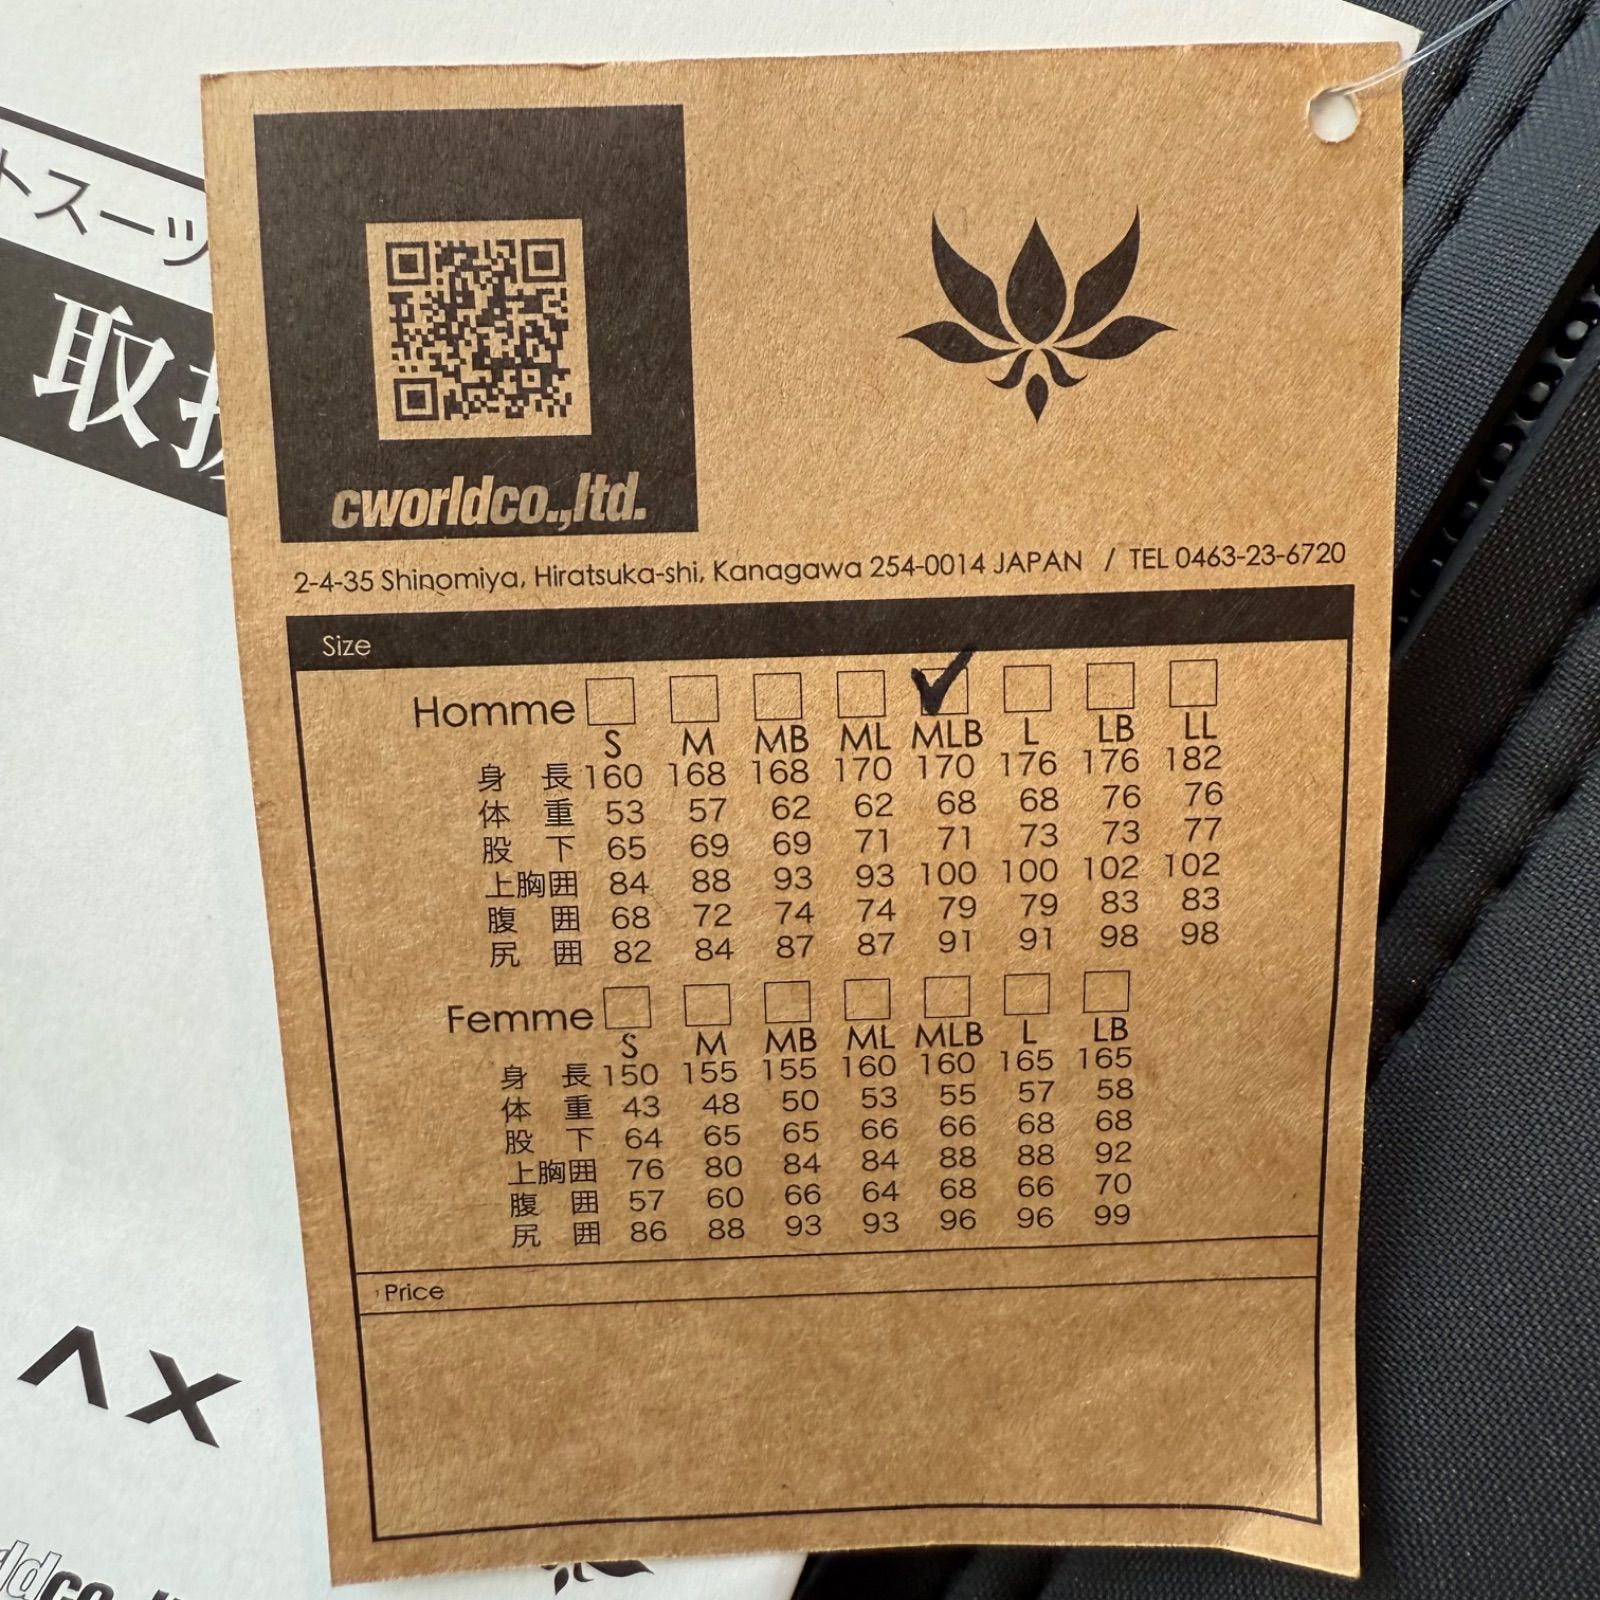 トスーツ
取扱
cworldco.,ltd.
2-4-35 Shinomiya, Hiratsuka-shi, Kanagawa 254-0014 JAPAN / TEL 0463-23-6720
Size
Homme
S M MB ML MLB L LB LL
身長 160 168 168 170 170 176 176 182
体重 53 57 62 62 68 68 76 76
股下 65 69 69 71 71 73 73 77
上胸囲 84 88 93 93 100 100 102 102
腹囲 68 72 74 74 79 79 83 83
尻囲 82 84 87 87 91 91 98 98
Femme
S M MB ML MLB L LB
身長 150 155 155 160 160 165 165
体重 43 48 50 53 55 57 58
股下 64 65 65 66 66 68 68
上胸囲 76 80 84 84 88 88 92
腹囲 57 60 66 64 68 66 70
尻囲 86 88 93 93 96 96 99
Price